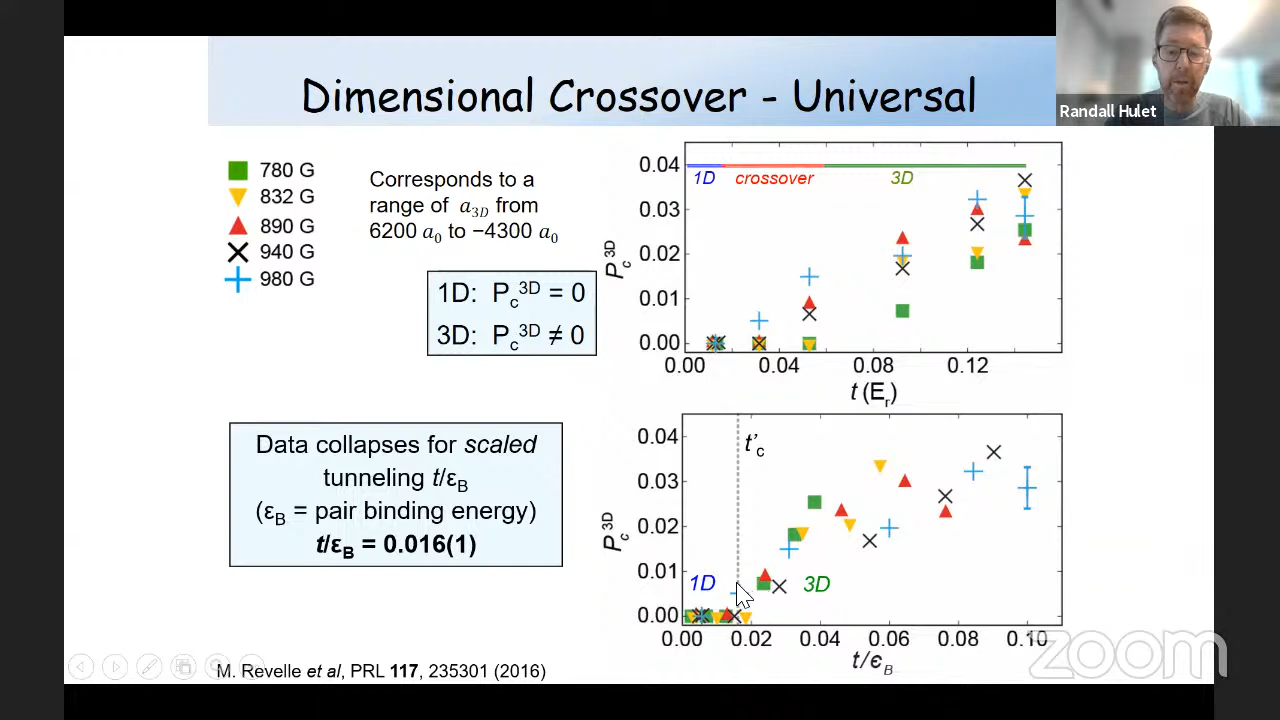 Dimensional Crossover - Universal
Randall Hulet
780 G
832 G
890 G
940 G
980 G
Corresponds to a
range of a3D from
6200 a0 to −4300 a0
1D: Pc3D = 0
3D: Pc3D ≠ 0
Data collapses for scaled
tunneling t/εB
(εB = pair binding energy)
t/εB = 0.016(1)
M. Revelle et al, PRL 117, 235301 (2016)
Pc3D
0.04
0.03
0.02
0.01
0.00
1D crossover 3D
0.00 0.04 0.08 0.12
t (Er)
Pc3D
0.04
0.03
0.02
0.01
0.00
t'c
1D 3D
0.00 0.02 0.04 0.06 0.08 0.10
t/ϵB
zoom